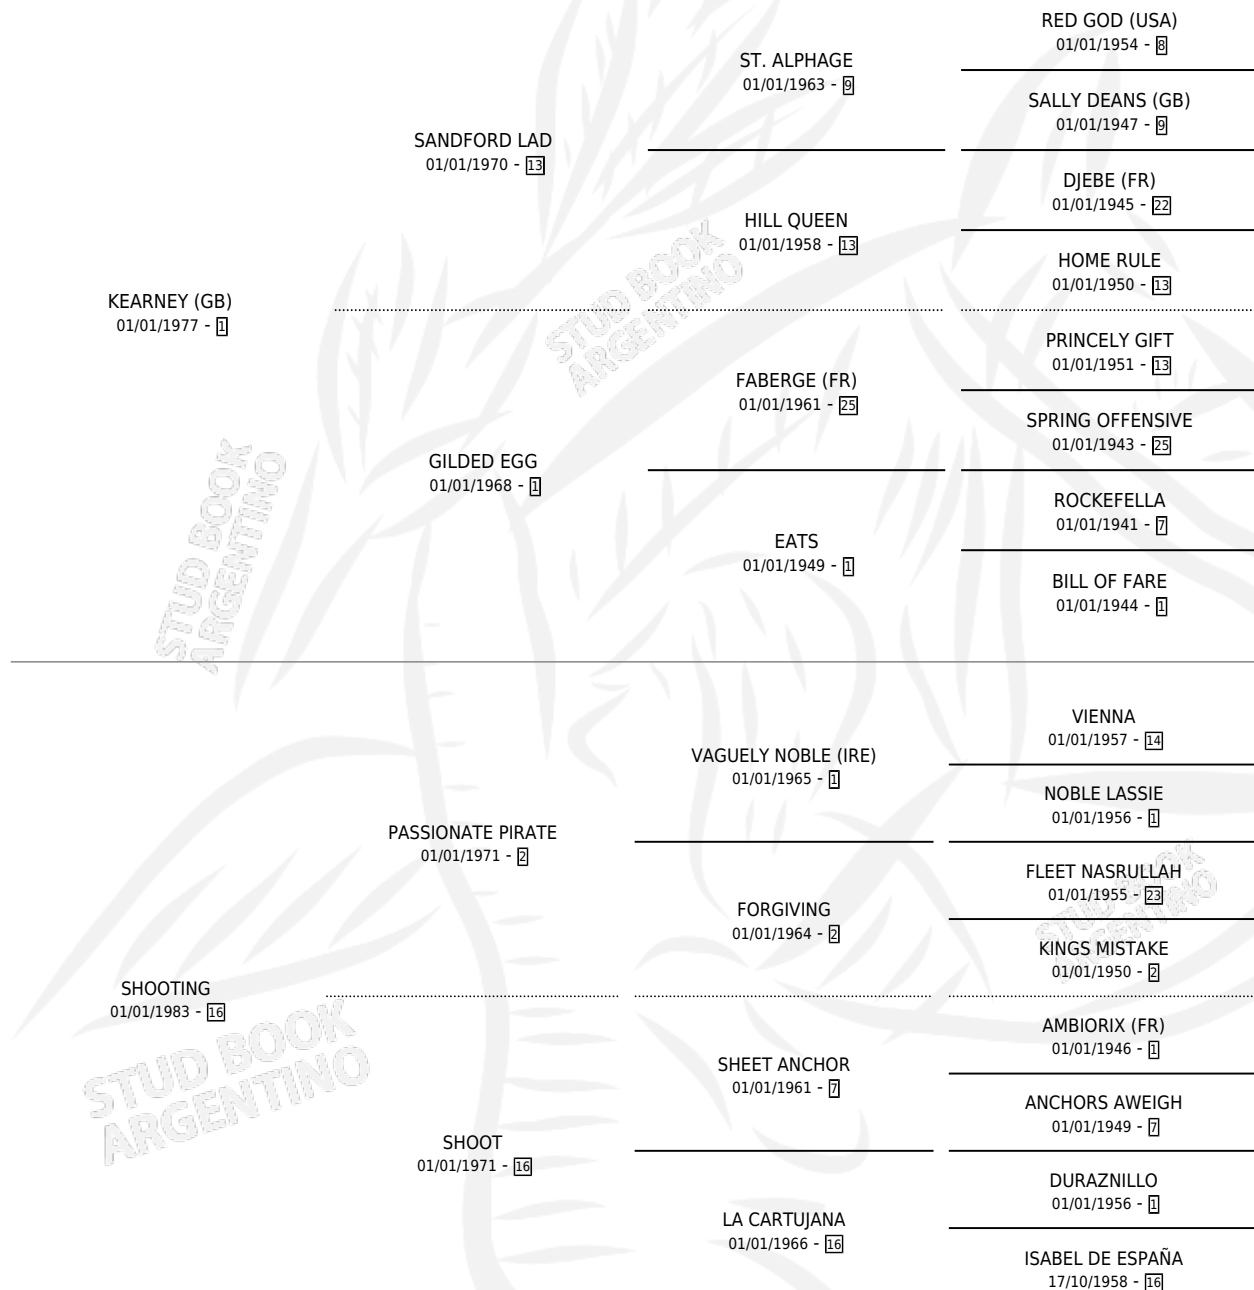 RED GOD (USA)
01/01/1954 - 8
ST. ALPHAGE
01/01/1963 - 9
SALLY DEANS (GB)
01/01/1947 - 9
SANDFORD LAD
01/01/1970 - 13
DJEBE (FR)
01/01/1945 - 22
HILL QUEEN
01/01/1958 - 13
HOME RULE
01/01/1950 - 13
KEARNEY (GB)
01/01/1977 - 1
STUD BOOK
ARGENTINO
PRINCELY GIFT
01/01/1951 - 13
FABERGE (FR)
01/01/1961 - 25
SPRING OFFENSIVE
01/01/1943 - 25
GILDED EGG
01/01/1968 - 1
ROCKEFELLA
01/01/1941 - 7
EATS
01/01/1949 - 1
BILL OF FARE
01/01/1944 - 1
STUD BOOK
ARGENTINO
VIENNA
01/01/1957 - 14
VAGUELY NOBLE (IRE)
01/01/1965 - 1
NOBLE LASSIE
01/01/1956 - 1
PASSIONATE PIRATE
01/01/1971 - 2
FLEET NASRULLAH
01/01/1955 - 23
FORGIVING
01/01/1964 - 2
STUD BOOK
ARGENTINO
KINGS MISTAKE
01/01/1950 - 2
SHOOTING
01/01/1983 - 16
STUD BOOK
ARGENTINO
AMBIORIX (FR)
01/01/1946 - 1
SHEET ANCHOR
01/01/1961 - 7
ANCHORS AWEIGH
01/01/1949 - 7
SHOOT
01/01/1971 - 16
DURAZNILLO
01/01/1956 - 1
LA CARTUJANA
01/01/1966 - 16
ISABEL DE ESPAÑA
17/10/1958 - 16